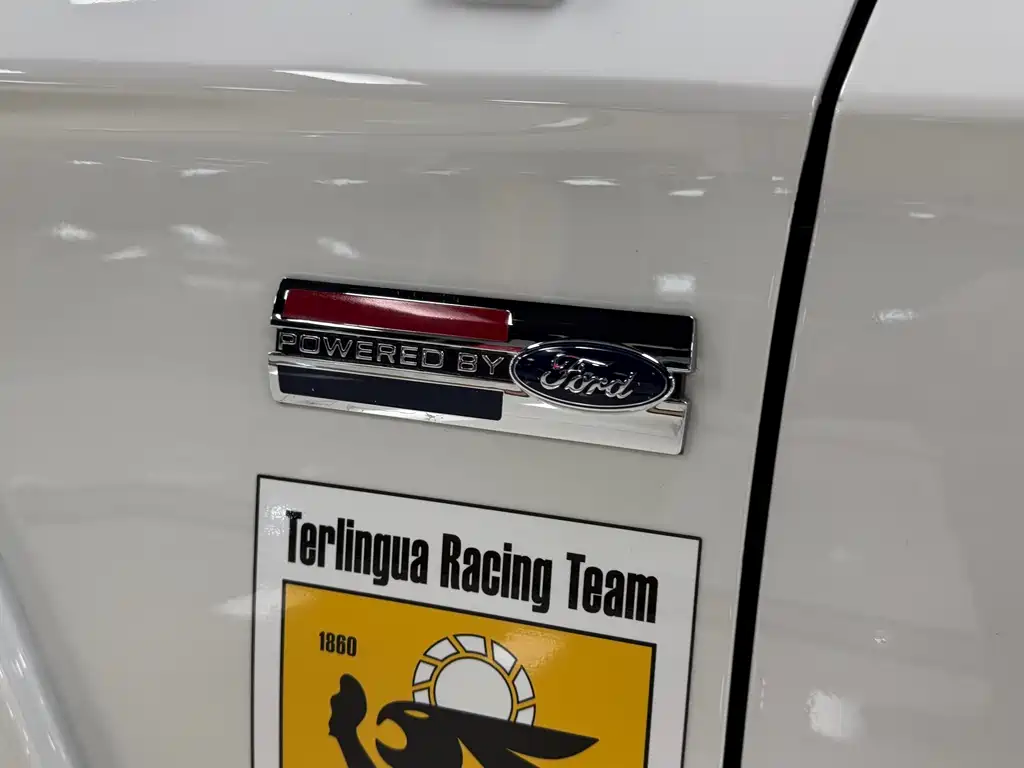 POWERED BY Ford
Terlingua Racing Team
1860